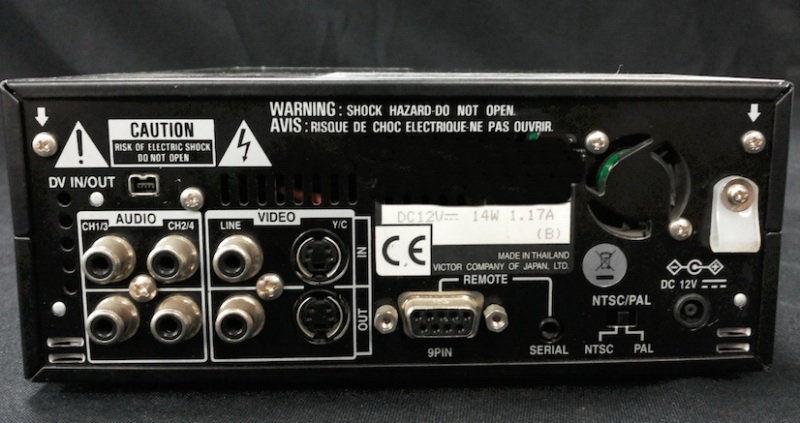 WARNING : SHOCK HAZARD-DO NOT OPEN.
AVIS : RISQUE DE CHOC ELECTRIQUE-NE PAS OUVRIR.
CAUTION
RISK OF ELECTRIC SHOCK
DO NOT OPEN
DV IN/OUT
AUDIO
CH1/3
CH2/4
VIDEO
LINE
Y/C
IN
OUT
DC12V⎓ 14W 1.17A
(B)
CE
MADE IN THAILAND
VICTOR COMPANY OF JAPAN, LTD.
REMOTE
9PIN
SERIAL
NTSC/PAL
NTSC PAL
DC 12V ⎓